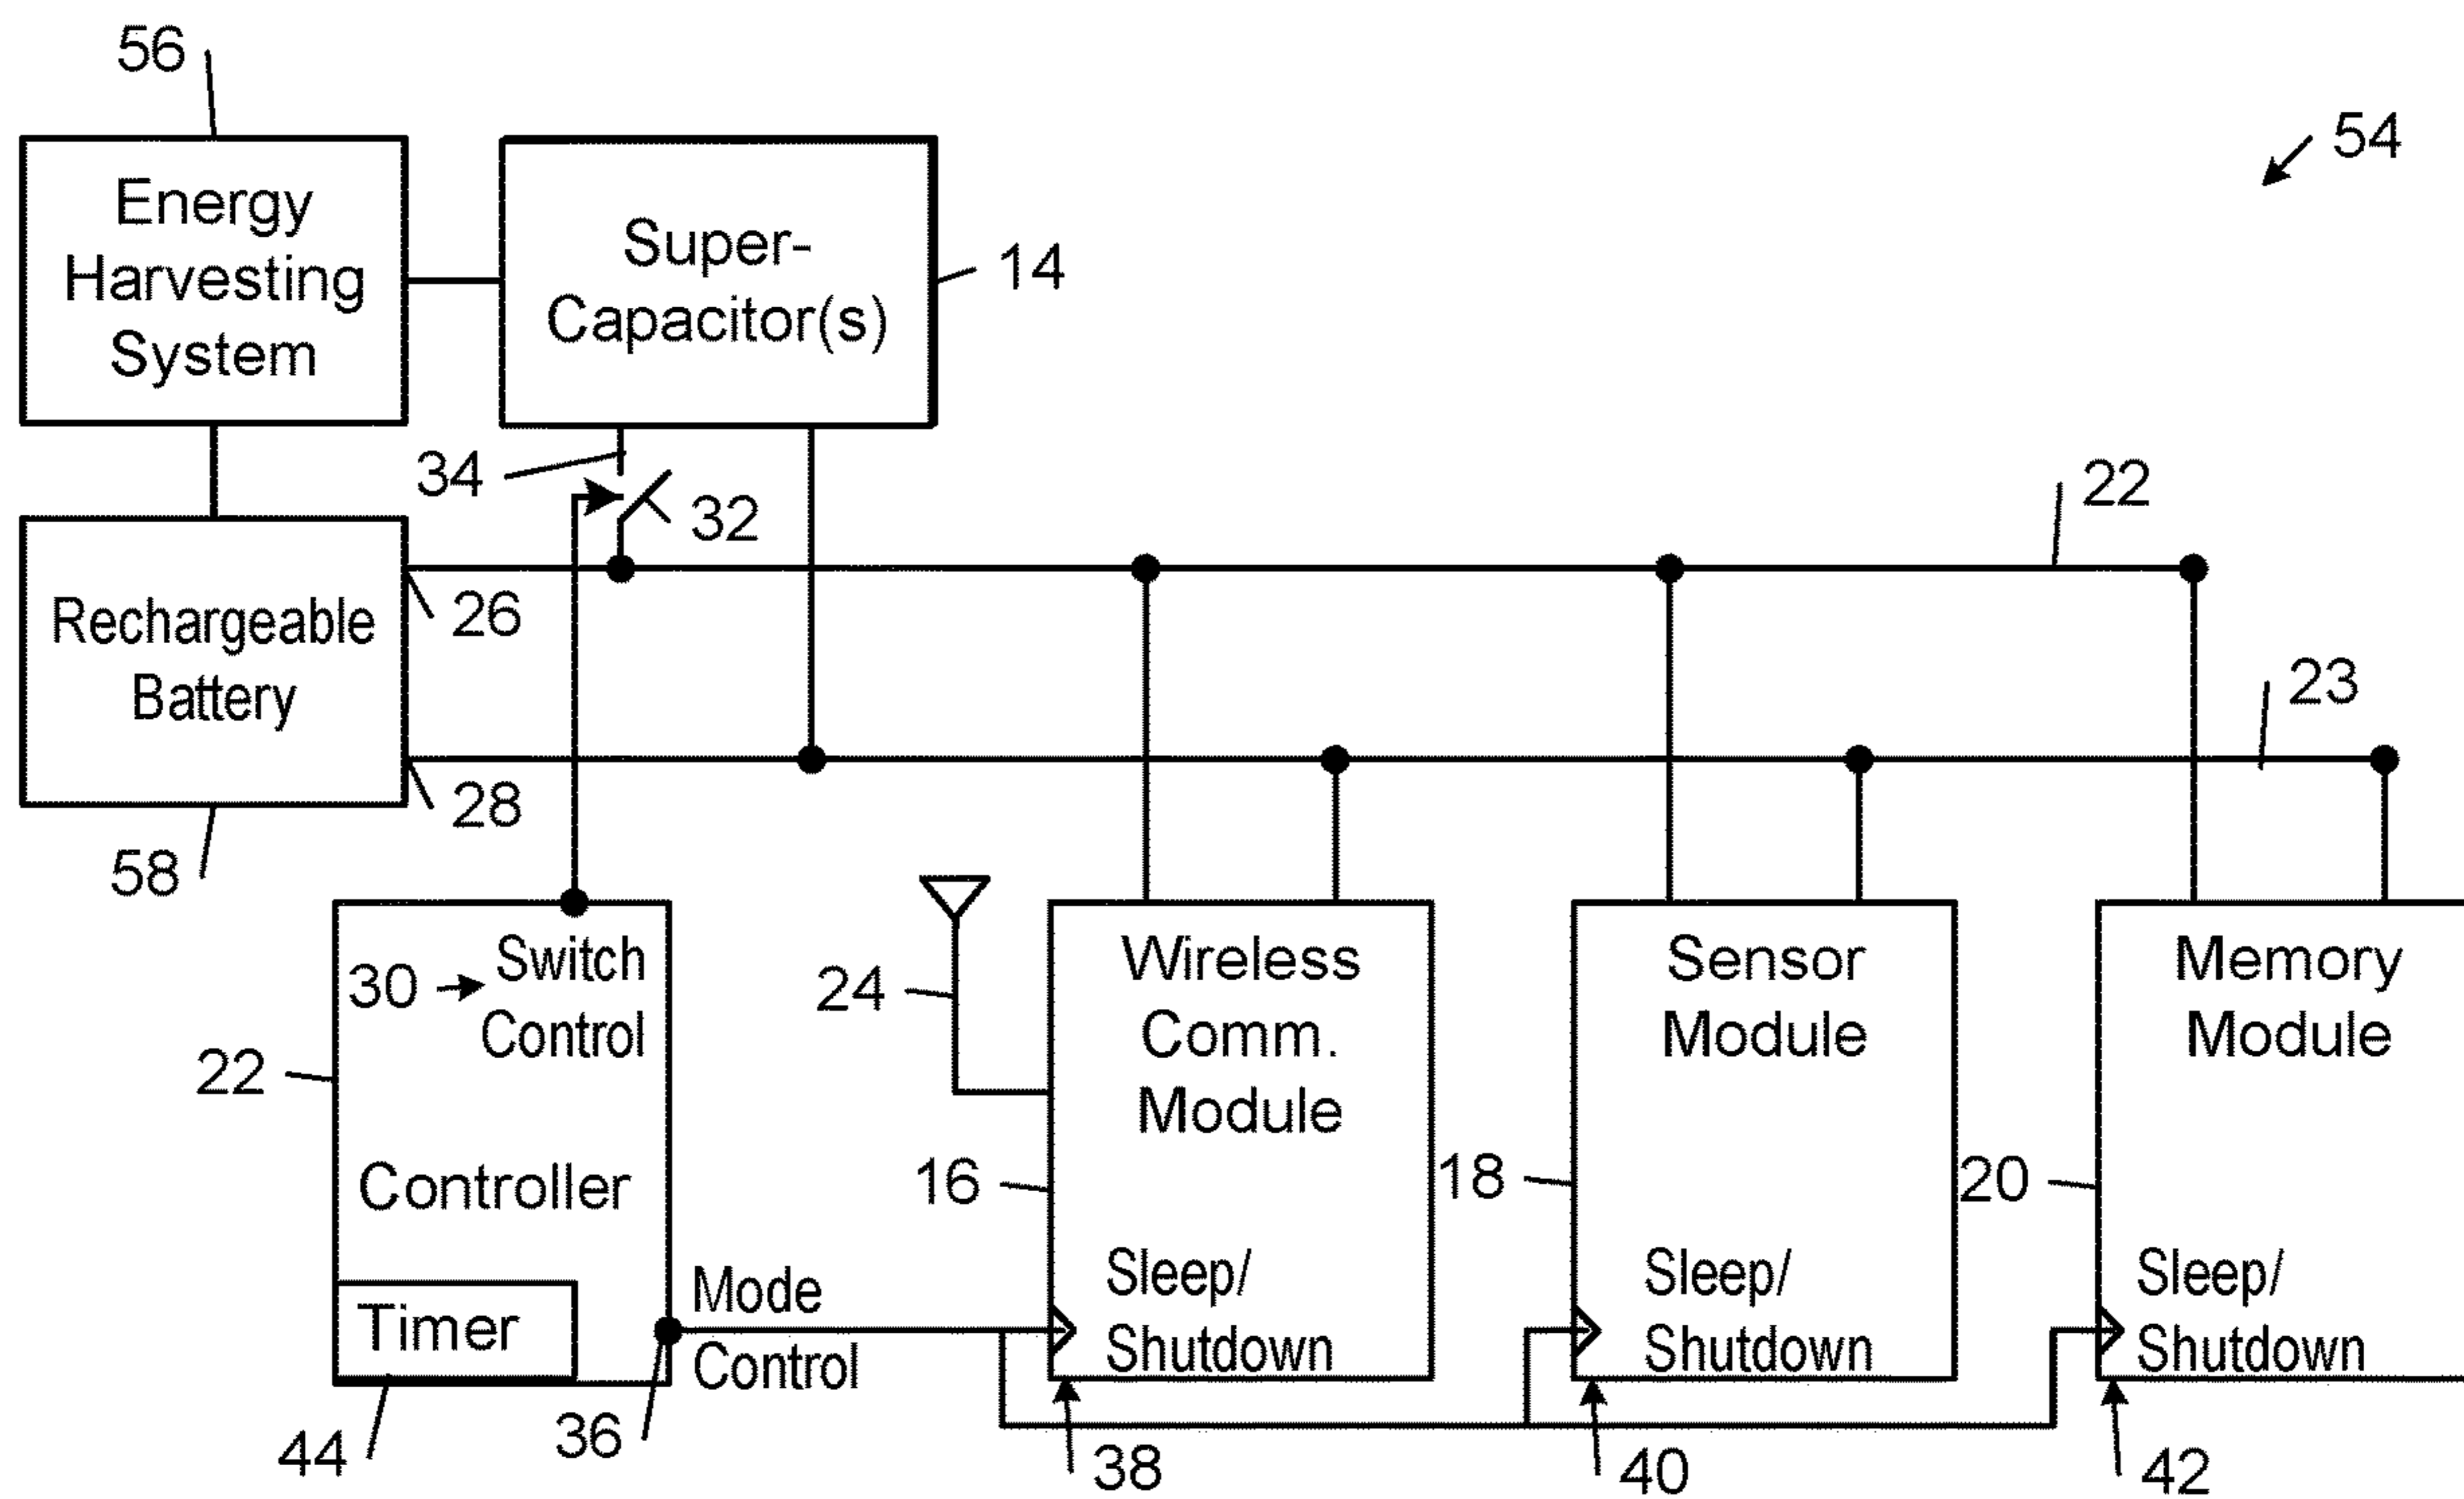 56
54
Energy
Harvesting
System
Super-
Capacitor(s)
14
34
32
22
26
Rechargeable
Battery
23
28
58
30
Switch
Control
22
Controller
Timer
44
Mode
Control
36
24
Wireless
Comm.
Module
16
Sleep/
Shutdown
38
Sensor
Module
18
Sleep/
Shutdown
40
Memory
Module
20
Sleep/
Shutdown
42